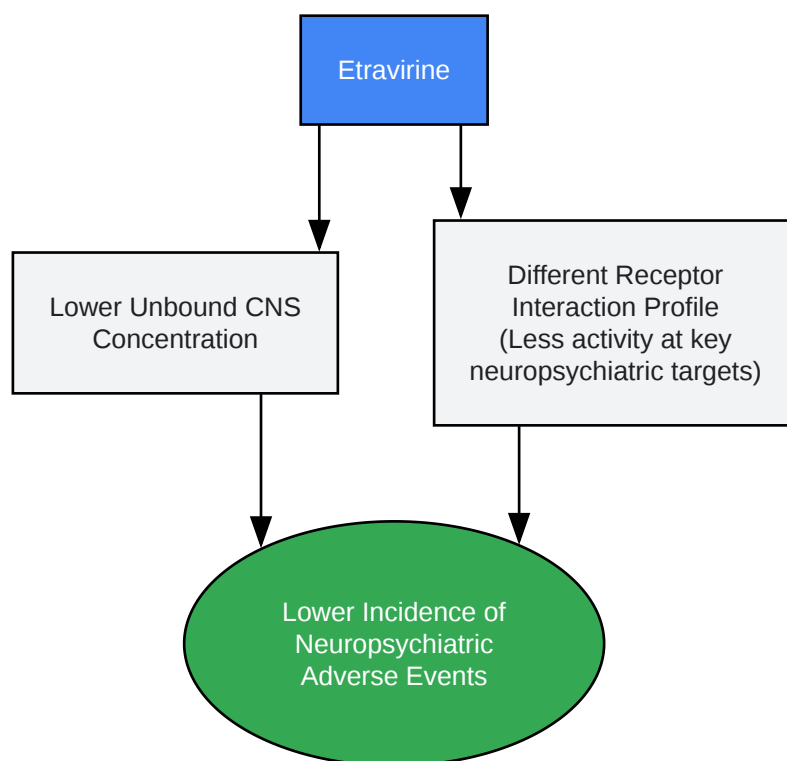 Etravirine
Lower Unbound CNS
Concentration
Different Receptor
Interaction Profile
(Less activity at key
neuropsychiatric targets)
Lower Incidence of
Neuropsychiatric
Adverse Events